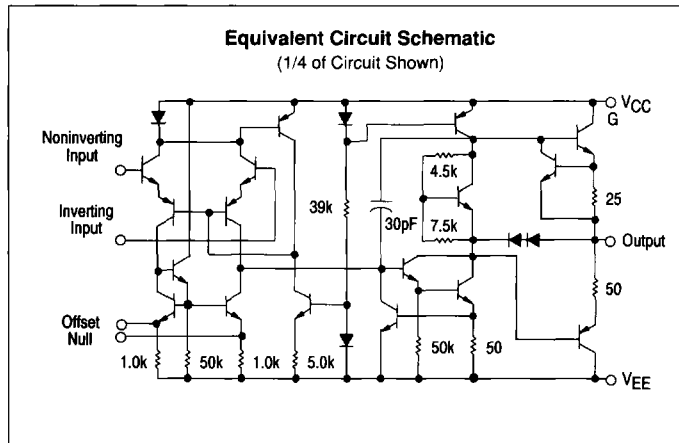 Equivalent Circuit Schematic
(1/4 of Circuit Shown)
VCC
G
Noninverting
Input
4.5k
25
Inverting
Input
39k
30pF
7.5k
Output
50
Offset
Null
1.0k
50k
1.0k
5.0k
50k
50
VEE